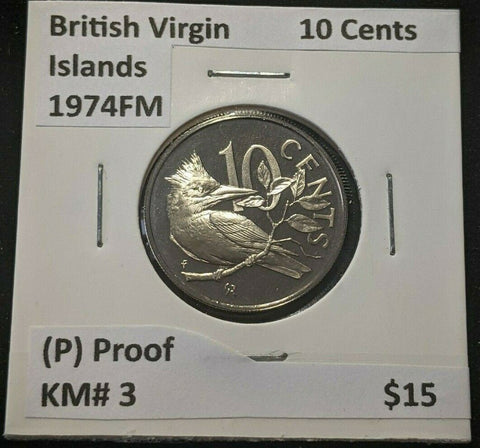 British Virgin 10 Cents
Islands
1974FM
10 CENTS
(P) Proof
KM# 3 $15